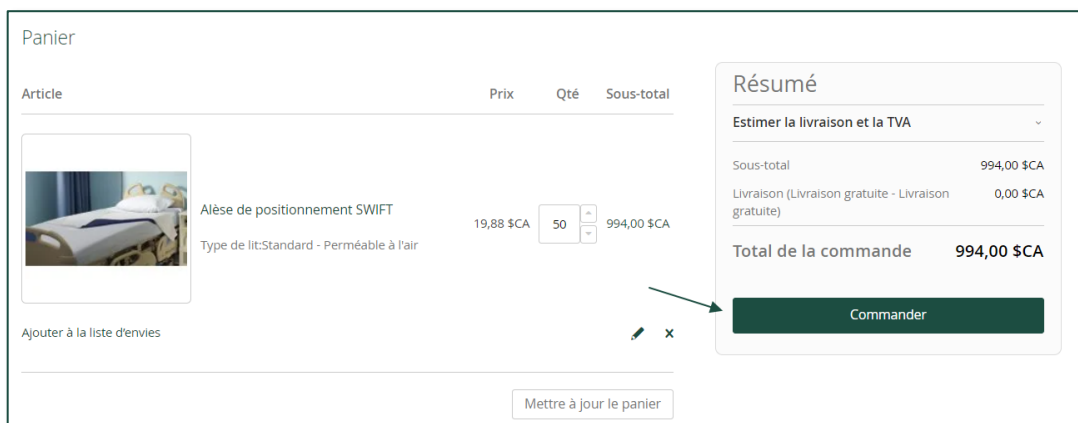 Panier
Article Prix Qté Sous-total
Alèse de positionnement SWIFT
Type de lit:Standard - Perméable à l'air
19,88 $CA 50 994,00 $CA
Ajouter à la liste d'envies
Mettre à jour le panier
Résumé
Estimer la livraison et la TVA
Sous-total 994,00 $CA
Livraison (Livraison gratuite - Livraison 0,00 $CA
gratuite)
Total de la commande 994,00 $CA
Commander